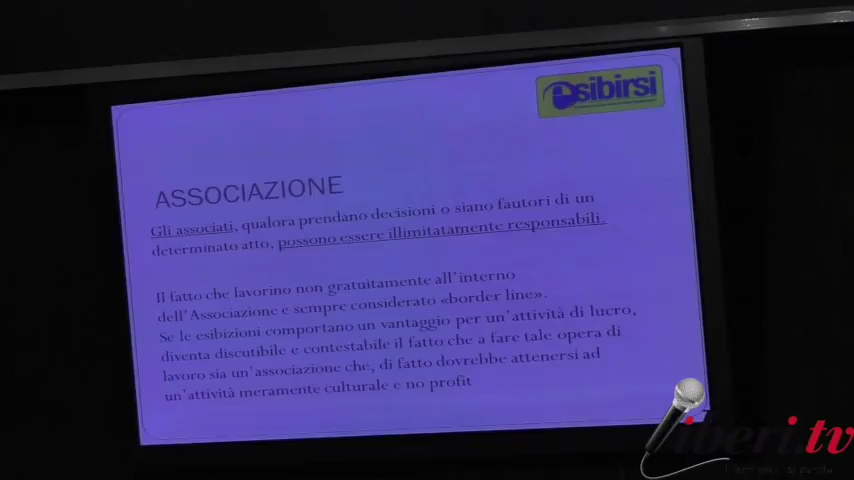 esibirsi
ASSOCIAZIONE
Gli associati, qualora prendano decisioni o siano fautori di un
determinato atto, possono essere illimitatamente responsabili.
Il fatto che lavorino non gratuitamente all'interno
dell'Associazione è sempre considerato «border line».
Se le esibizioni comportano un vantaggio per un'attività di lucro,
diventa discutibile e contestabile il fatto che a fare tale opera di
lavoro sia un'associazione che, di fatto dovrebbe attenersi ad
un'attività meramente culturale e no profit
iberi.tv